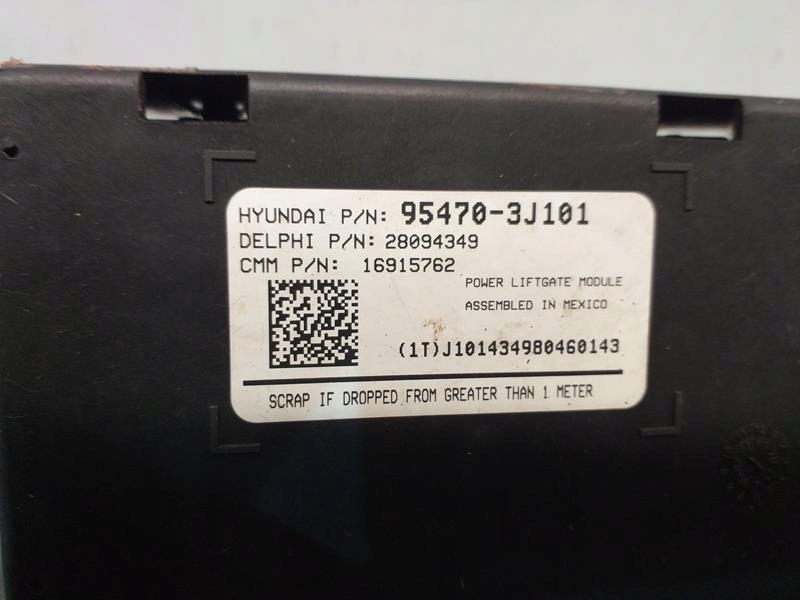 HYUNDAI P/N: 95470-3J101
DELPHI P/N: 28094349
CMM P/N: 16915762
POWER LIFTGATE MODULE
ASSEMBLED IN MEXICO
(1T)J101434980460143
SCRAP IF DROPPED FROM GREATER THAN 1 METER